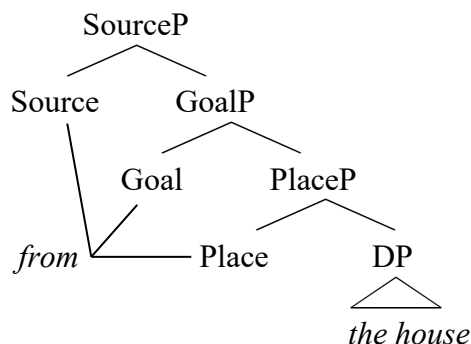 SourceP
Source GoalP
Goal PlaceP
from Place DP
the house